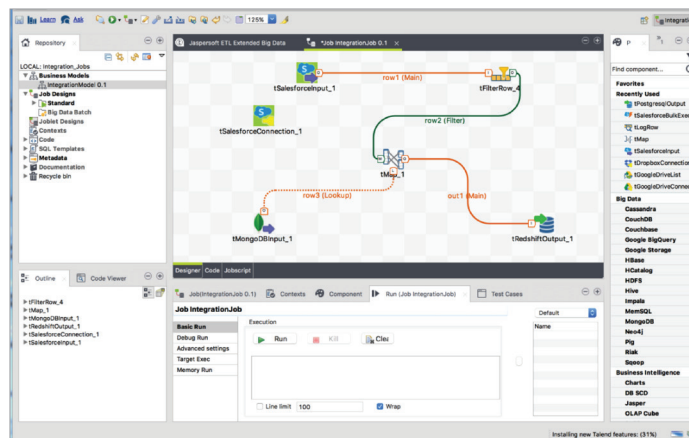 Learn
Ask
125%
Integration
Repository
LOCAL: Integration_Jobs
Business Models
IntegrationModel 0.1
Job Designs
Standard
Big Data Batch
Joblet Designs
Contexts
Code
SQL Templates
Metadata
Documentation
Recycle bin
Outline
Code Viewer
tFilterRow_4
tMap_1
tMongoDBInput_1
tRedshiftOutput_1
tSalesforceConnection_1
tSalesforceInput_1
Jaspersoft ETL Extended Big Data
*Job IntegrationJob 0.1
tSalesforceInput_1
row1 (Main)
tFilterRow_4
tSalesforceConnection_1
row2 (Filter)
tMap_1
row3 (Lookup)
out1 (Main)
tMongoDBInput_1
tRedshiftOutput_1
Designer
Code
Jobscript
Job(IntegrationJob 0.1)
Contexts
Component
Run (Job IntegrationJob)
Test Cases
Job IntegrationJob
Basic Run
Debug Run
Advanced settings
Target Exec
Memory Run
Execution
Run
Kill
Clea
Line limit
100
Wrap
Default
Name
P
Find component...
Favorites
Recently Used
tPostgresqlOutput
tSalesforceBulkExec
tLogRow
tMap
tSalesforceInput
tDropboxConnection
tGoogleDriveList
tGoogleDriveConnec
Big Data
Cassandra
CouchDB
Couchbase
Google BigQuery
Google Storage
HBase
HCatalog
HDFS
Hive
Impala
MemSQL
MongoDB
Neo4j
Pig
Riak
Sqoop
Business Intelligence
Charts
DB SCD
Jasper
OLAP Cube
Installing new Talend features: (31%)